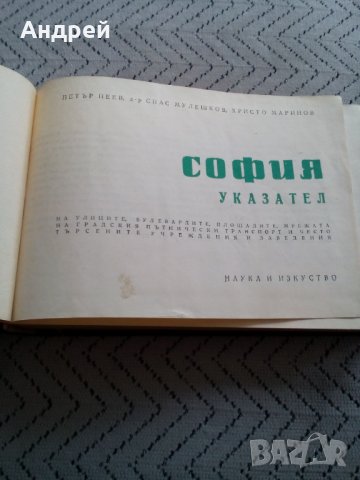 Андрей
ПЕТЪР ПЕЕВ, Д-Р СПАС МУЛЕШКОВ, ХРИСТО МАРИНОВ
СОФИЯ
УКАЗАТЕЛ
НА УЛИЦИТЕ, БУЛЕВАРДИТЕ, ПЛОЩАДИТЕ, МРЕЖАТА
НА ГРАДСКИЯ ПЪТНИЧЕСКИ ТРАНСПОРТ И ЧЕСТО
ТЪРСЕНИТЕ УЧРЕЖДЕНИЯ И ЗАВЕДЕНИЯ
НАУКА И ИЗКУСТВО
BAZAR